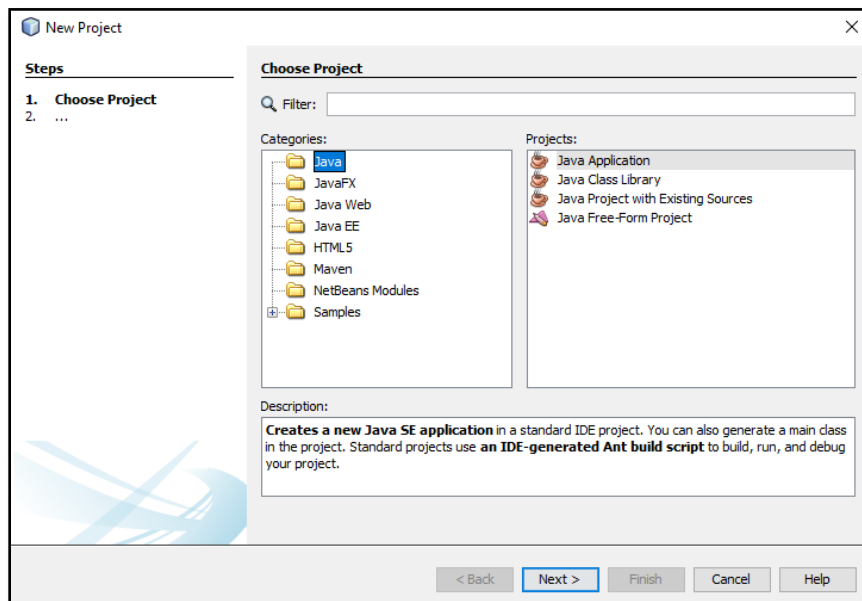 New Project
Steps
1. Choose Project
2. ...
Choose Project
Filter:
Categories:
Java
JavaFX
Java Web
Java EE
HTML5
Maven
NetBeans Modules
Samples
Projects:
Java Application
Java Class Library
Java Project with Existing Sources
Java Free-Form Project
Description:
Creates a new Java SE application in a standard IDE project. You can also generate a main class
in the project. Standard projects use an IDE-generated Ant build script to build, run, and debug
your project.
< Back
Next >
Finish
Cancel
Help